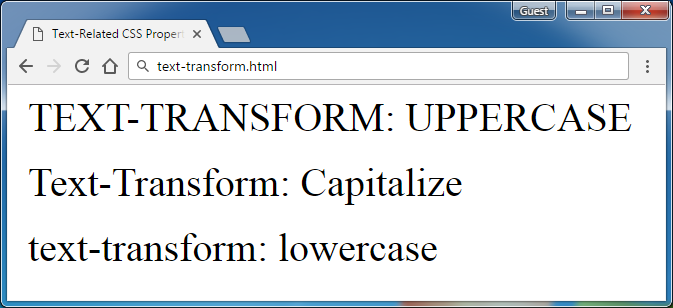 Guest
Text-Related CSS Propert
text-transform.html
TEXT-TRANSFORM: UPPERCASE
Text-Transform: Capitalize
text-transform: lowercase